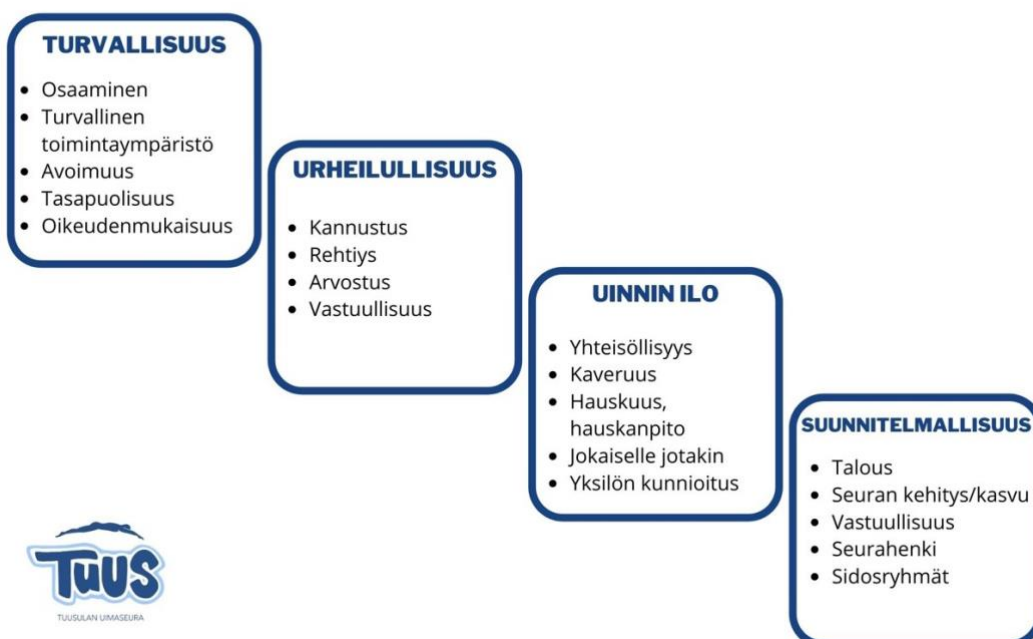 TURVALLISUUS
• Osaaminen
• Turvallinen
toimintaympäristö
• Avoimuus
• Tasapuolisuus
• Oikeudenmukaisuus
URHEILULLISUUS
• Kannustus
• Rehtiys
• Arvostus
• Vastuullisuus
UINNIN ILO
• Yhteisöllisyys
• Kaveruus
• Hauskuus,
hauskanpito
• Jokaiselle jotakin
• Yksilön kunnioitus
SUUNNITELMALLISUUS
• Talous
• Seuran kehitys/kasvu
• Vastuullisuus
• Seurahenki
• Sidosryhmät
TUUS
TUUSULAN UIMASEURA